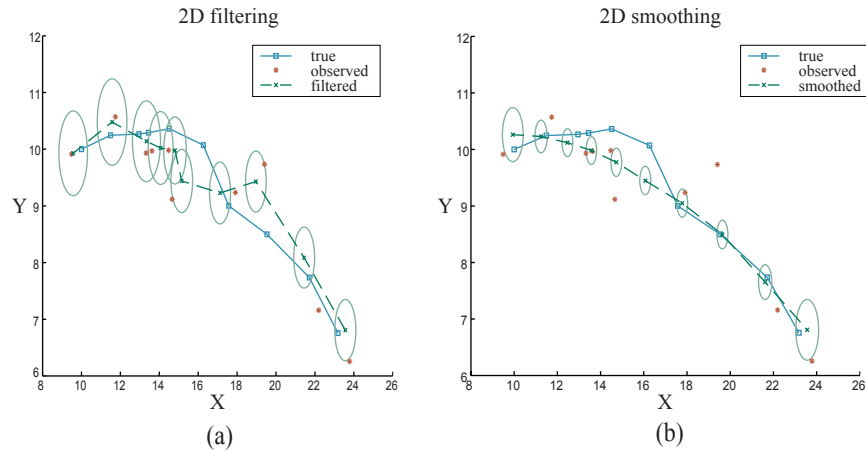 2D filtering
12
11
10
9
8
7
6
Y
true
observed
filtered
8 10 12 14 16 18 20 22 24 26
X
(a)
2D smoothing
12
11
10
9
8
7
6
Y
true
observed
smoothed
8 10 12 14 16 18 20 22 24 26
X
(b)